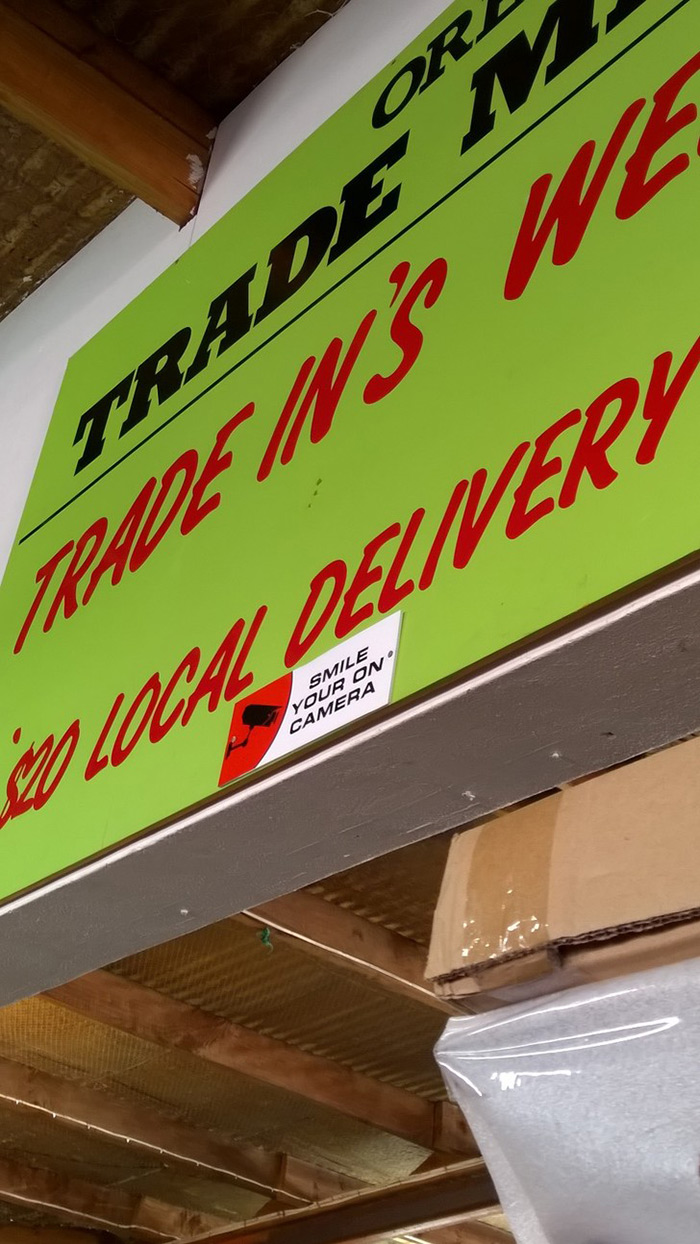 TRADE
TRADE IN'S
$20 LOCAL DELIVERY
SMILE
YOUR ON
CAMERA